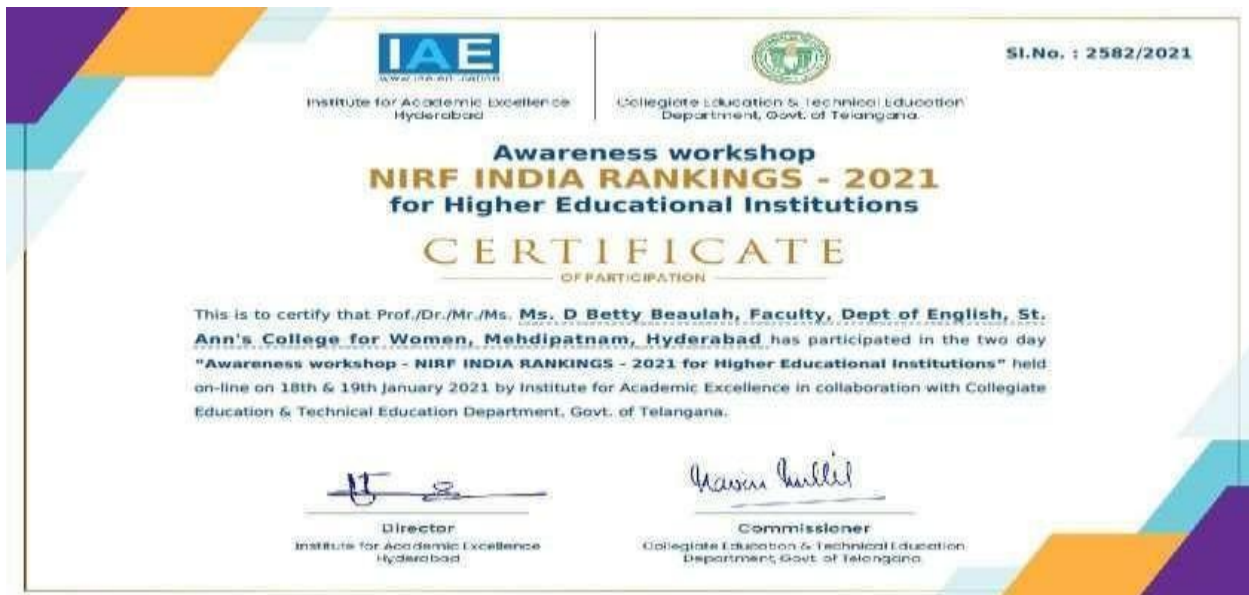 IAE
www.iae.education
Institute for Academic Excellence
Hyderabad
Collegiate Education & Technical Education
Department, Govt. of Telangana
Sl.No. : 2582/2021
Awareness workshop
NIRF INDIA RANKINGS - 2021
for Higher Educational Institutions
CERTIFICATE
OF PARTICIPATION
This is to certify that Prof./Dr./Mr./Ms. Ms. D Betty Beaulah, Faculty, Dept of English, St.
Ann's College for Women, Mehdipatnam, Hyderabad has participated in the two day
"Awareness workshop - NIRF INDIA RANKINGS - 2021 for Higher Educational Institutions" held
on-line on 18th & 19th January 2021 by Institute for Academic Excellence in collaboration with Collegiate
Education & Technical Education Department, Govt. of Telangana.
Director
Institute for Academic Excellence
Hyderabad
Commissioner
Collegiate Education & Technical Education
Department, Govt. of Telangana